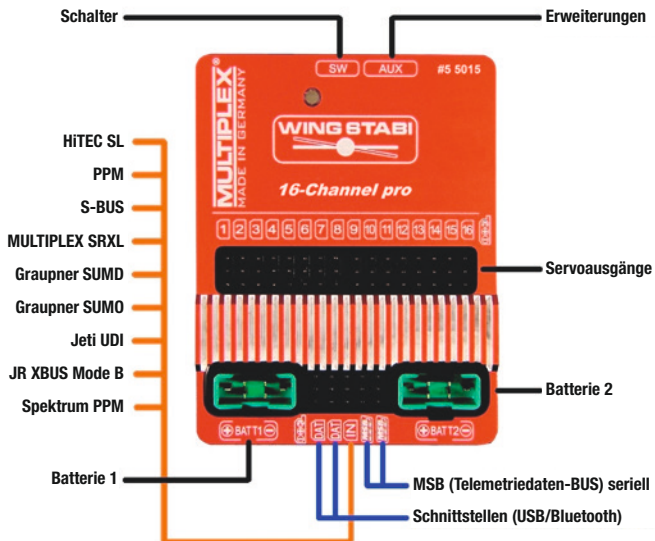 Schalter
Erweiterungen
SW AUX #5 5015
MULTIPLEX®
MADE IN GERMANY
WINGSTABI
16-Channel pro
HiTEC SL
PPM
S-BUS
MULTIPLEX SRXL
Graupner SUMD
Graupner SUMO
Jeti UDI
JR XBUS Mode B
Spektrum PPM
1 2 3 4 5 6 7 8 9 10 11 12 13 14 15 16
Servoausgänge
Batterie 2
+ BATT1 - DAT DAT IN MSB MSB + BATT2 -
Batterie 1
MSB (Telemetriedaten-BUS) seriell
Schnittstellen (USB/Bluetooth)